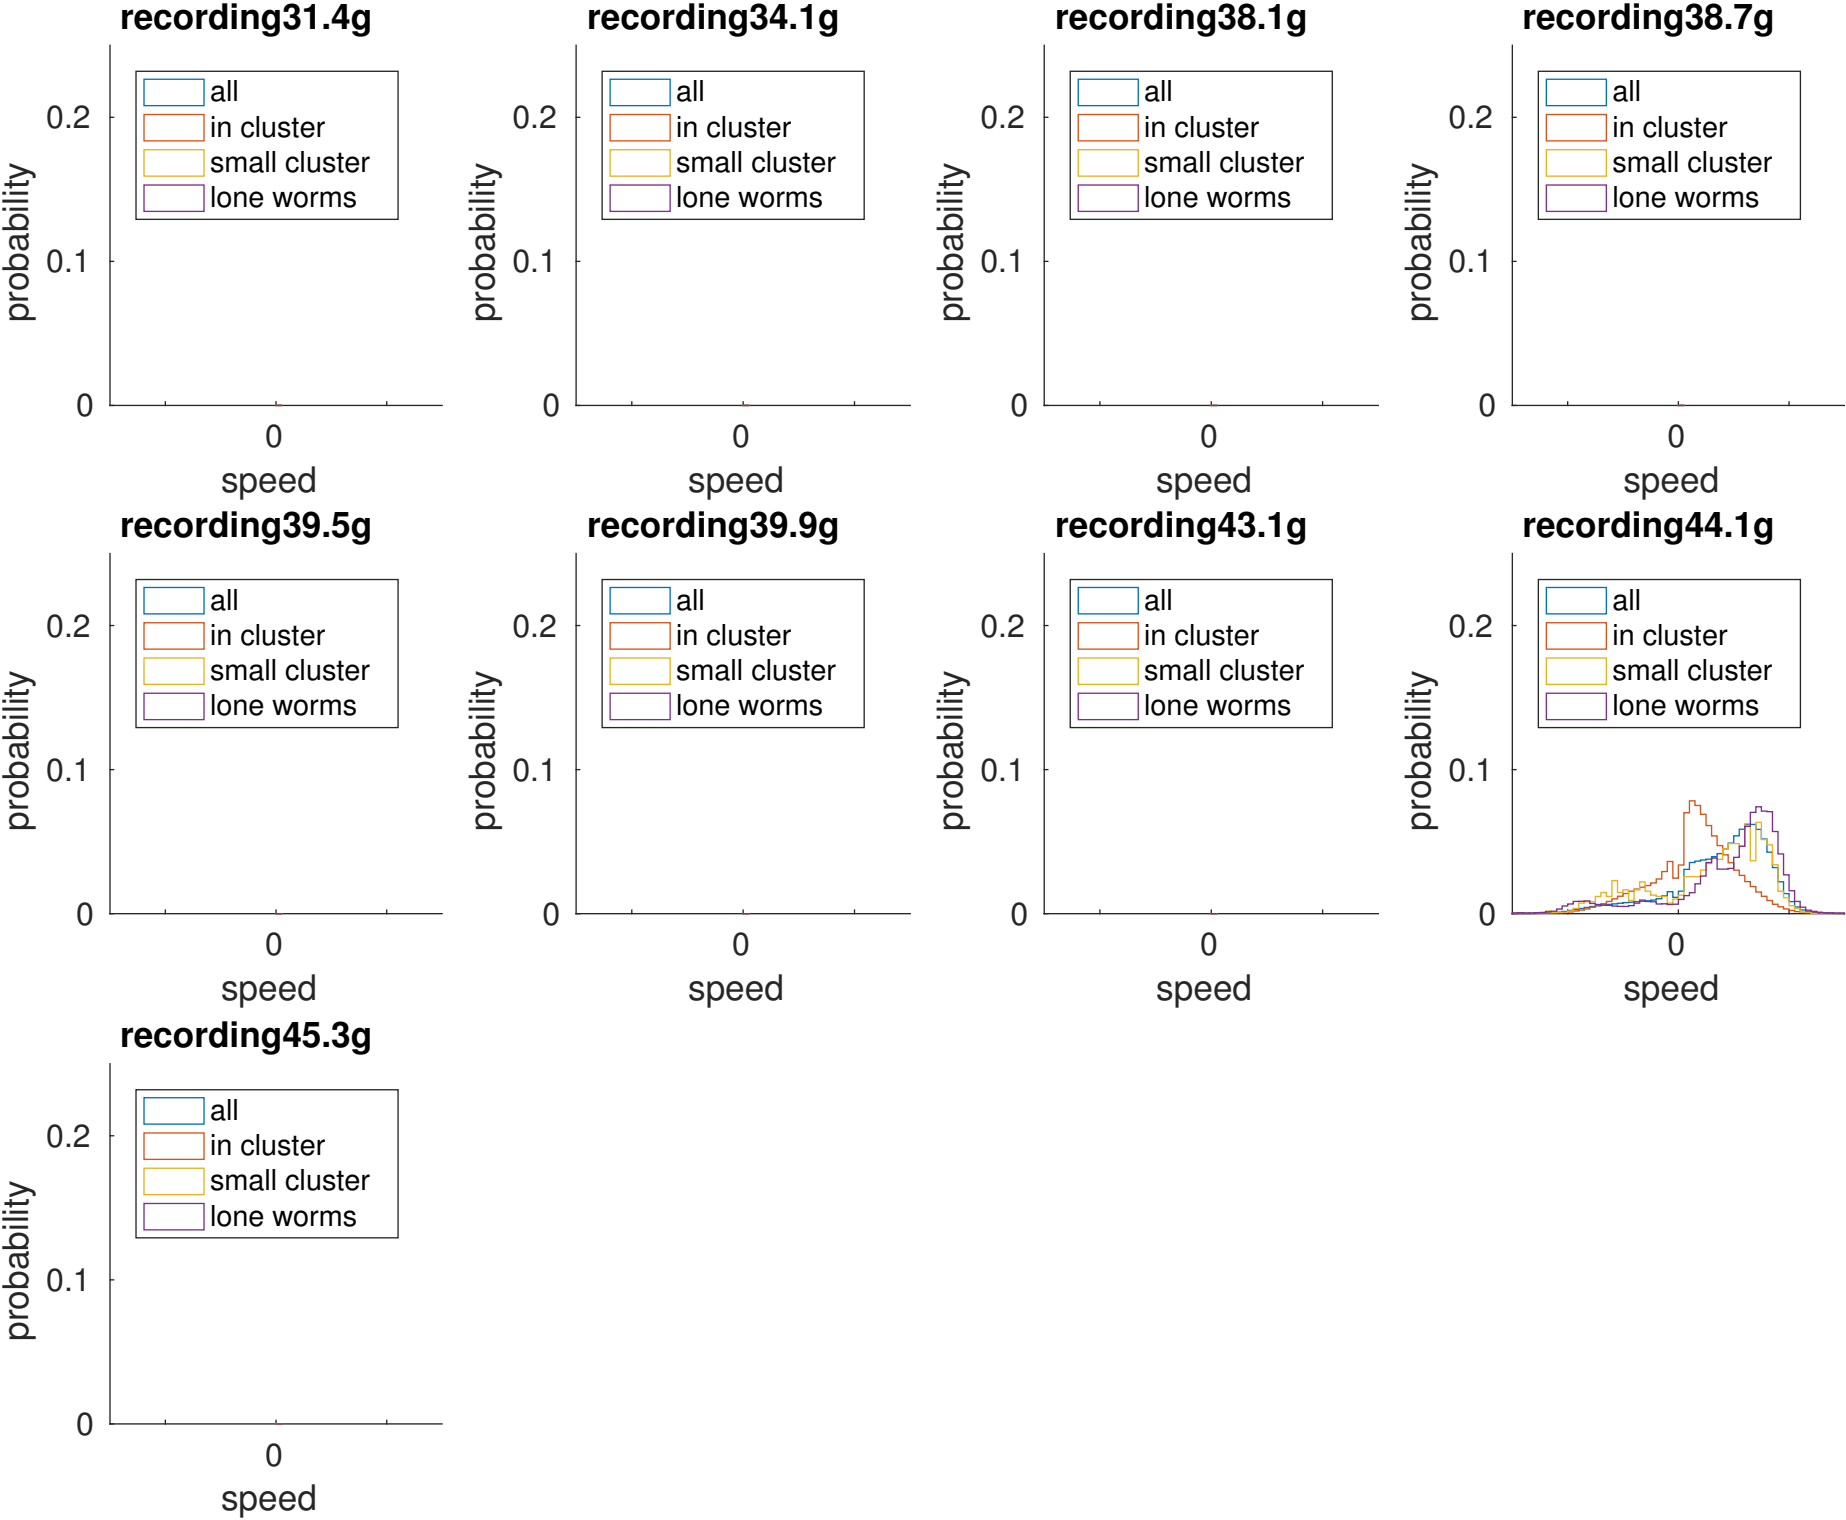 recording31.4g
0.2
0.1
0
probability
all
in cluster
small cluster
lone worms
0
speed
recording34.1g
0.2
0.1
0
probability
all
in cluster
small cluster
lone worms
0
speed
recording38.1g
0.2
0.1
0
probability
all
in cluster
small cluster
lone worms
0
speed
recording38.7g
0.2
0.1
0
probability
all
in cluster
small cluster
lone worms
0
speed
recording39.5g
0.2
0.1
0
probability
all
in cluster
small cluster
lone worms
0
speed
recording39.9g
0.2
0.1
0
probability
all
in cluster
small cluster
lone worms
0
speed
recording43.1g
0.2
0.1
0
probability
all
in cluster
small cluster
lone worms
0
speed
recording44.1g
0.2
0.1
0
probability
all
in cluster
small cluster
lone worms
0
speed
recording45.3g
0.2
0.1
0
probability
all
in cluster
small cluster
lone worms
0
speed